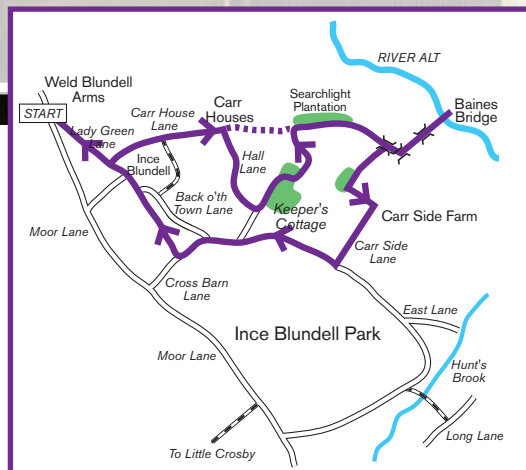 RIVER ALT
Weld Blundell
Arms
START
Searchlight
Plantation
Baines
Bridge
Carr House
Lane
Carr
Houses
Lady Green
Lane
Ince
Blundell
Hall
Lane
Back o'th
Town Lane
Keeper's
Cottage
Carr Side Farm
Moor Lane
Carr Side
Lane
Cross Barn
Lane
East Lane
Ince Blundell Park
Moor Lane
Hunt's
Brook
Long Lane
To Little Crosby